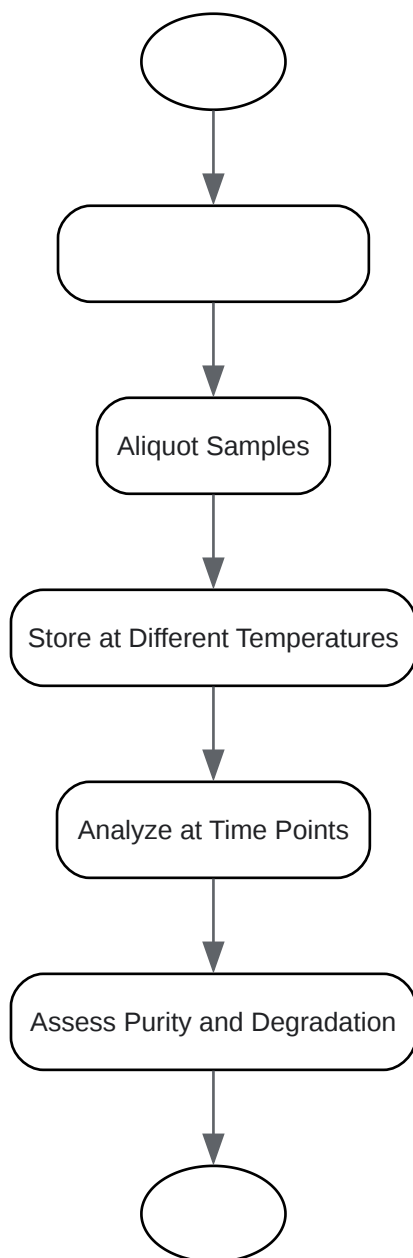 Aliquot Samples
Store at Different Temperatures
Analyze at Time Points
Assess Purity and Degradation